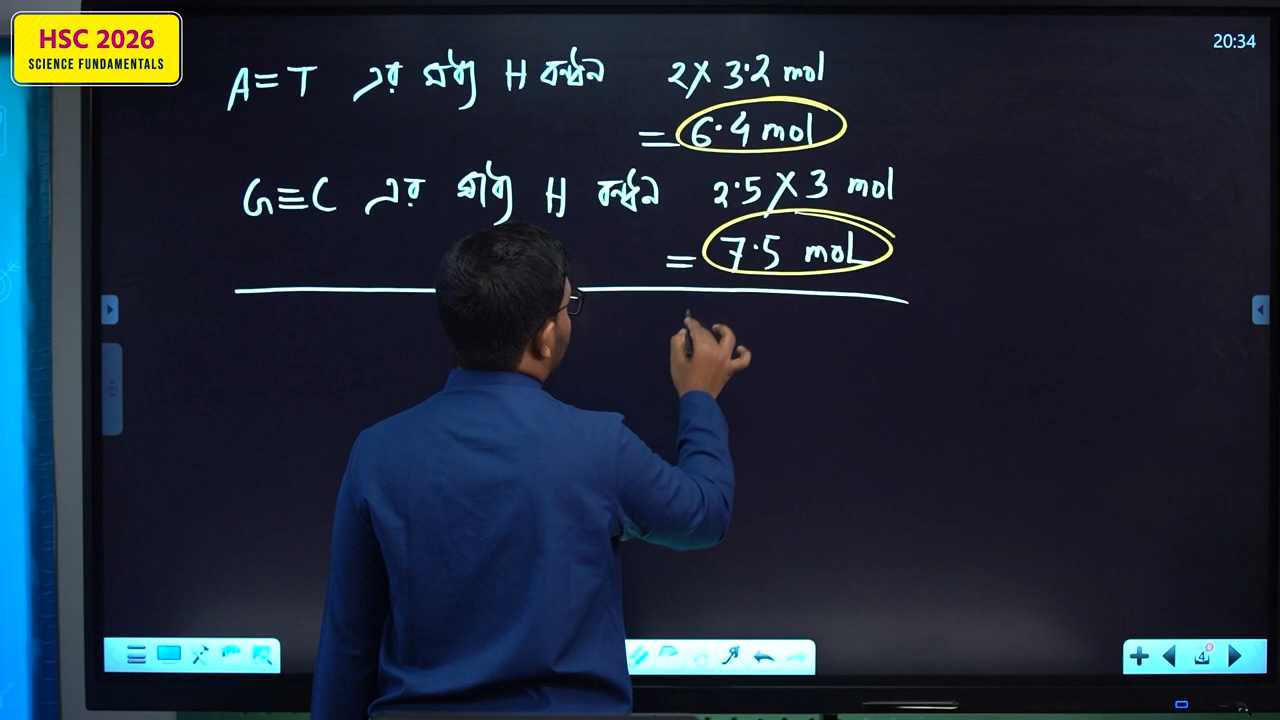 HSC 2026
SCIENCE FUNDAMENTALS
20:34
A=T এর মধ্যে H বন্ধন 2×3.2 mol
= 6.4 mol
G≡C এর মধ্যে H বন্ধন 2.5×3 mol
= 7.5 moL
4